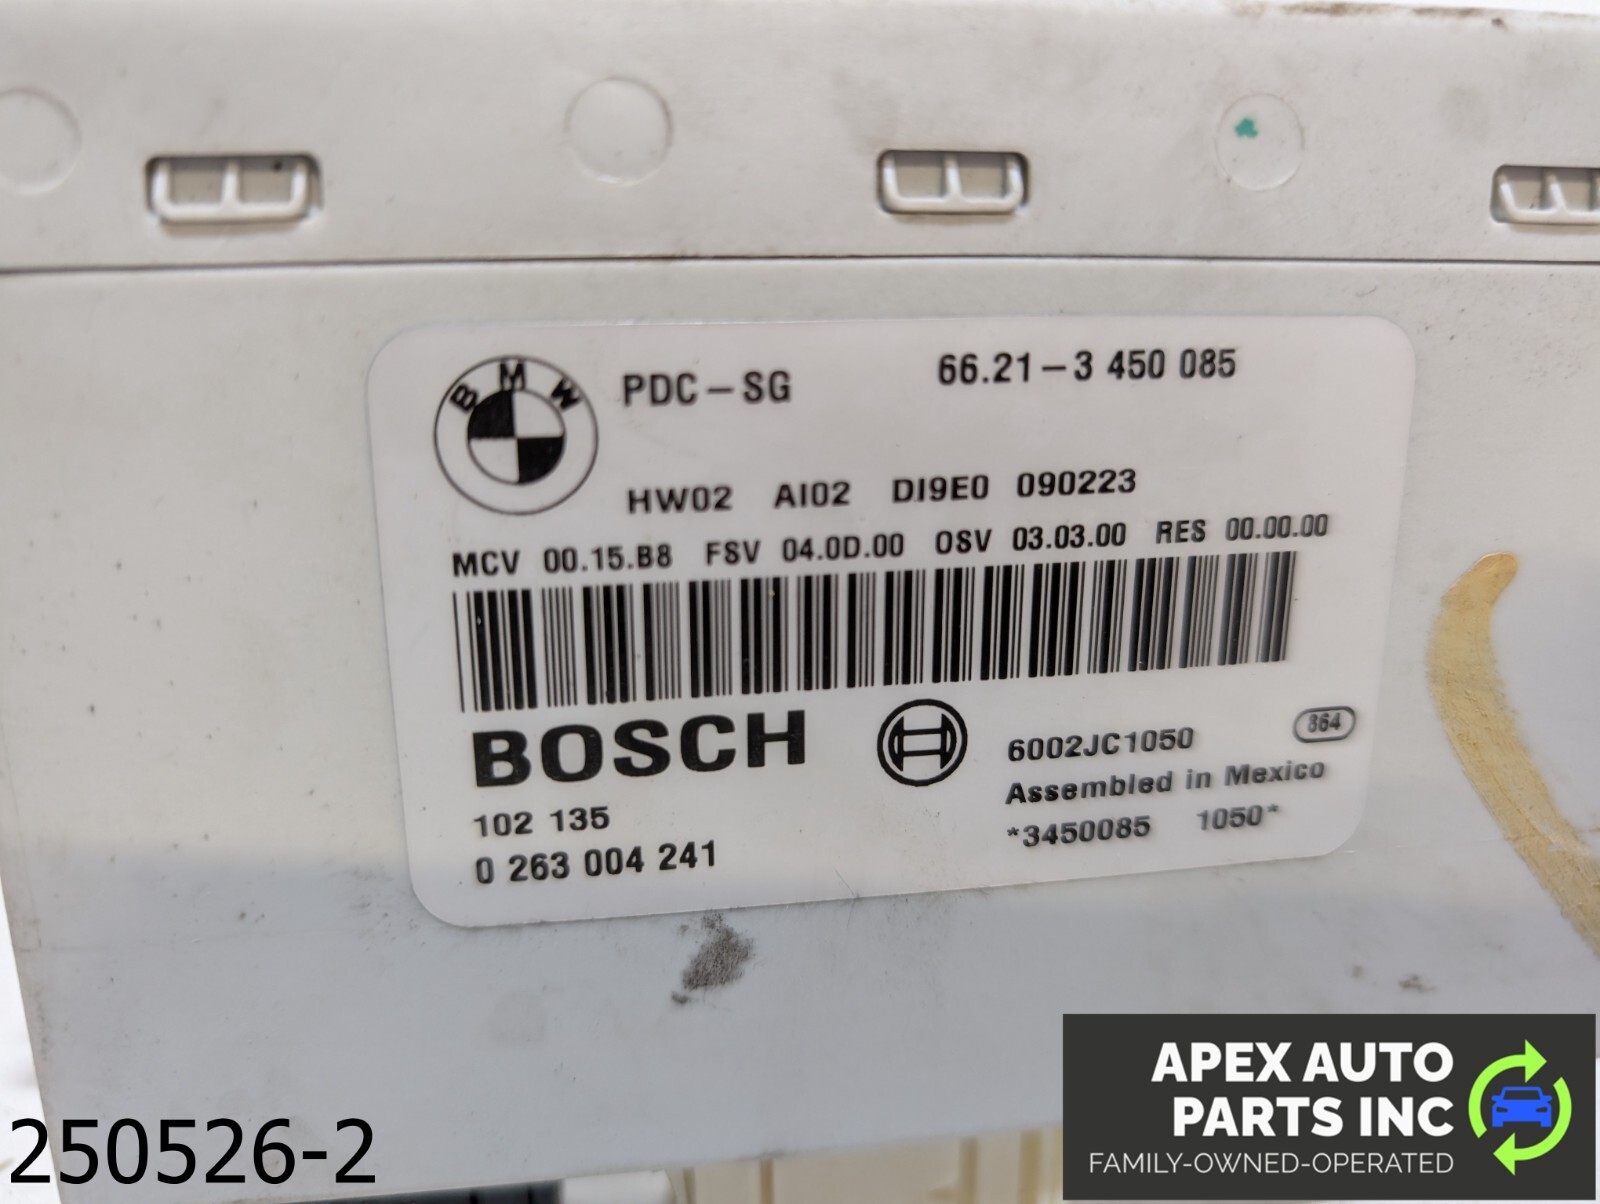 BMW
PDC-SG 66.21-3 450 085
HW02 AI02 DI9E0 090223
MCV 00.15.B8 FSV 04.0D.00 OSV 03.03.00 RES 00.00.00
BOSCH
6002JC1050 864
Assembled in Mexico
102 135
*3450085 1050*
0 263 004 241
250526-2
APEX AUTO
PARTS INC
FAMILY-OWNED-OPERATED